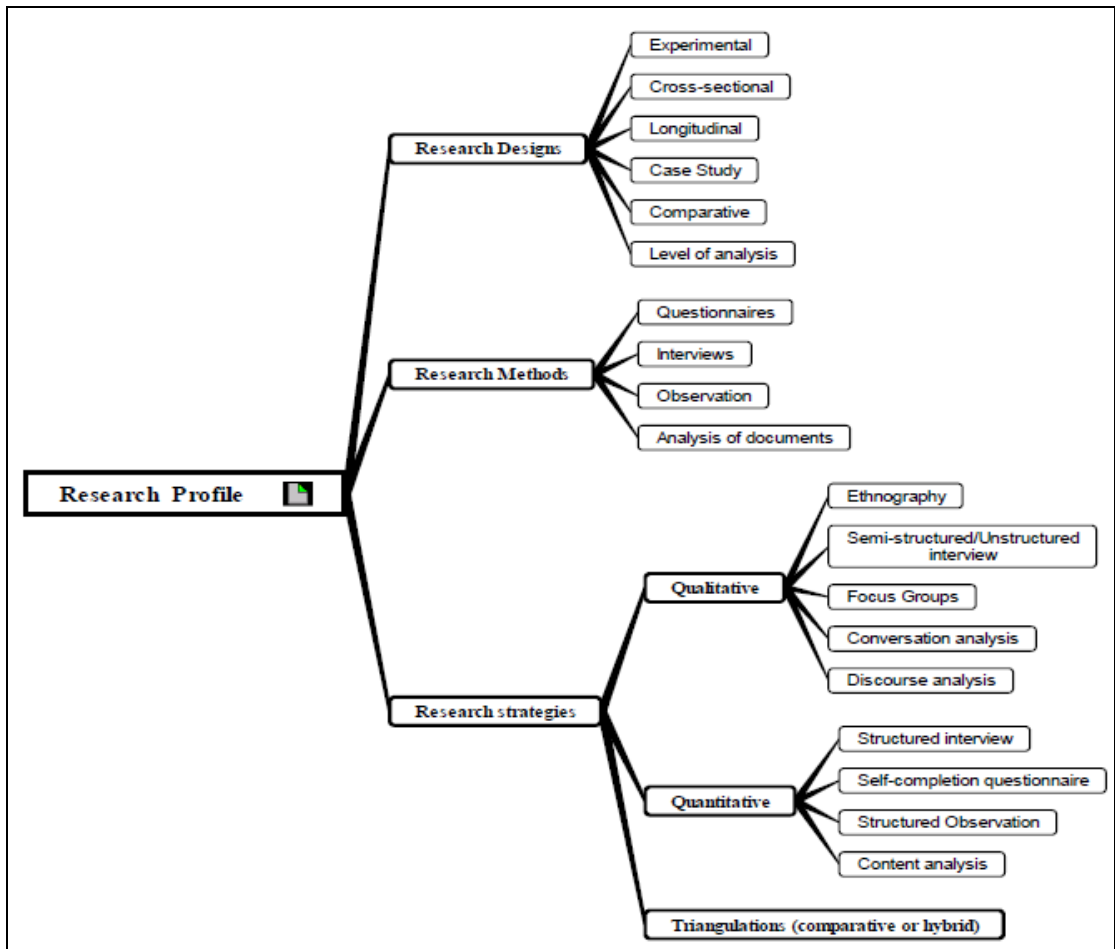 Experimental
Cross-sectional
Longitudinal
Research Designs
Case Study
Comparative
Level of analysis
Questionnaires
Interviews
Research Methods
Observation
Analysis of documents
Research Profile
Ethnography
Semi-structured/Unstructured
interview
Qualitative
Focus Groups
Conversation analysis
Discourse analysis
Research strategies
Structured interview
Self-completion questionnaire
Quantitative
Structured Observation
Content analysis
Triangulations (comparative or hybrid)